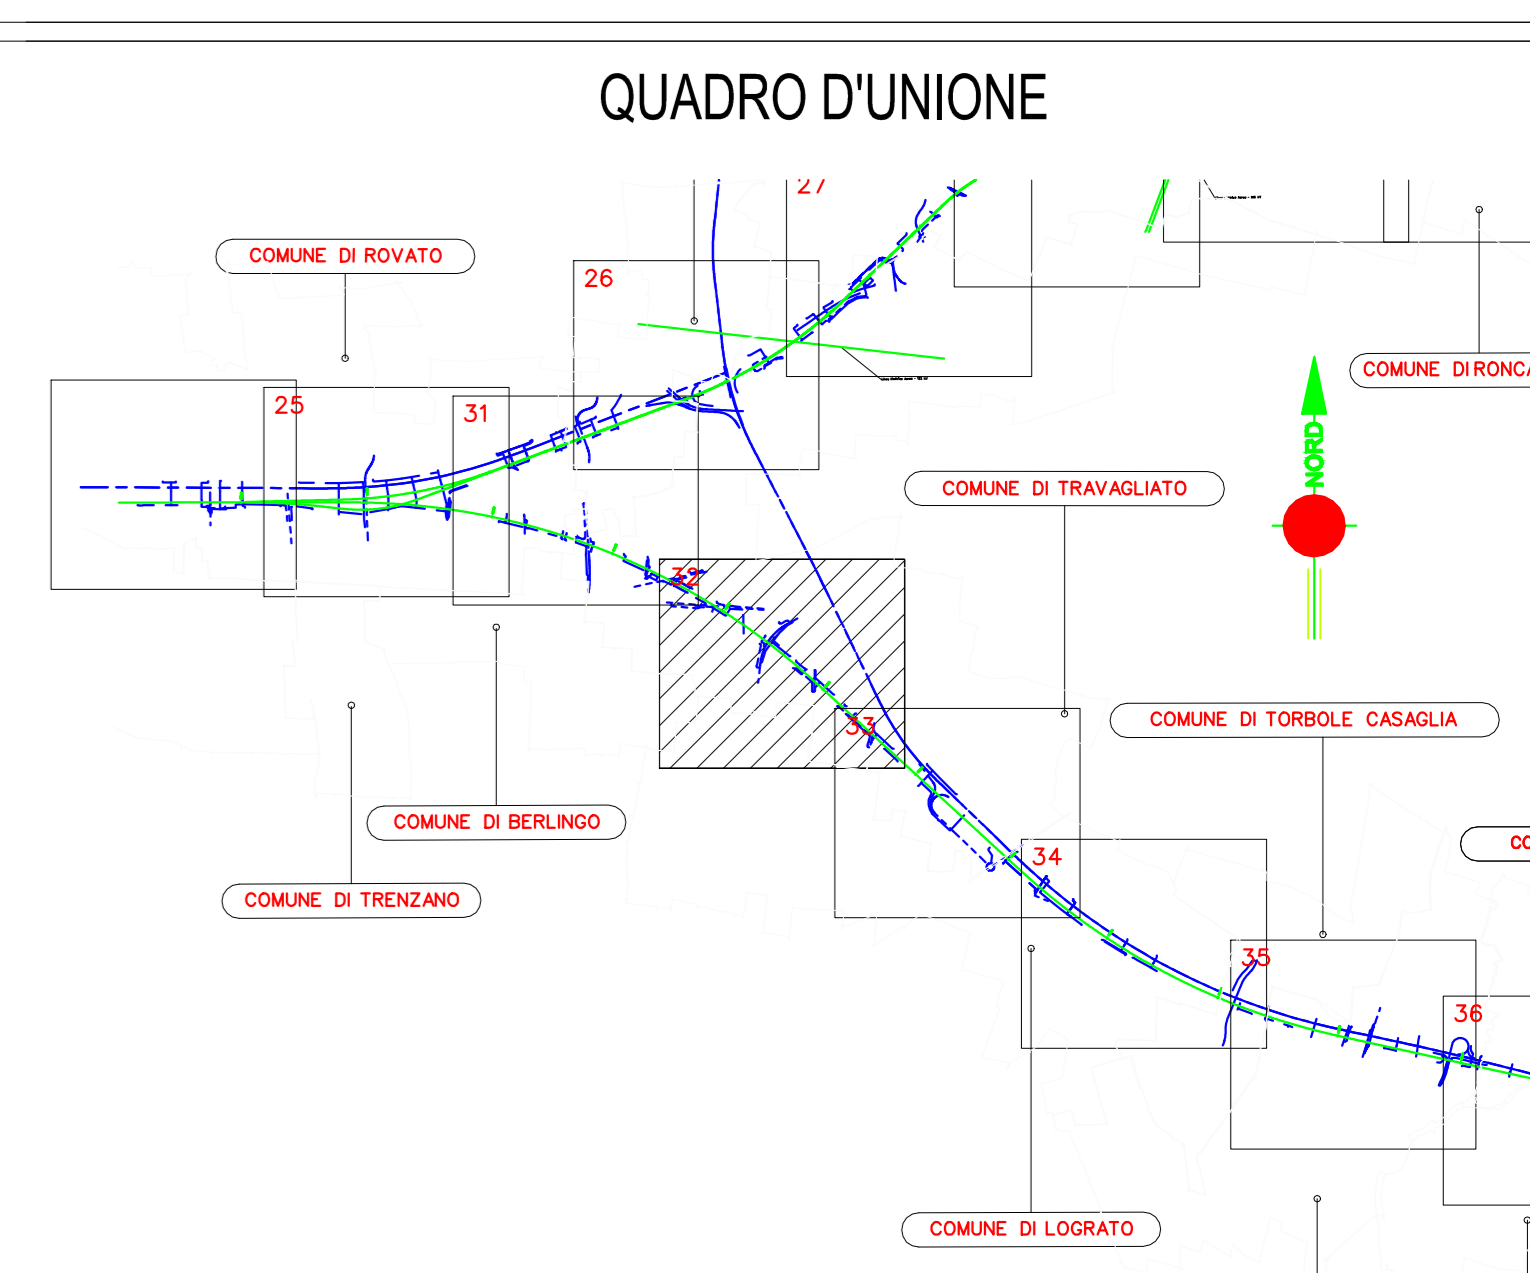 QUADRO D'UNIONE
27
COMUNE DI ROVATO
26
COMUNE DI RONCA
25
31
NORD
COMUNE DI TRAVAGLIATO
32
COMUNE DI TORBOLE CASAGLIA
33
COMUNE DI BERLINGO
CO
34
COMUNE DI TRENZANO
35
36
COMUNE DI LOGRATO